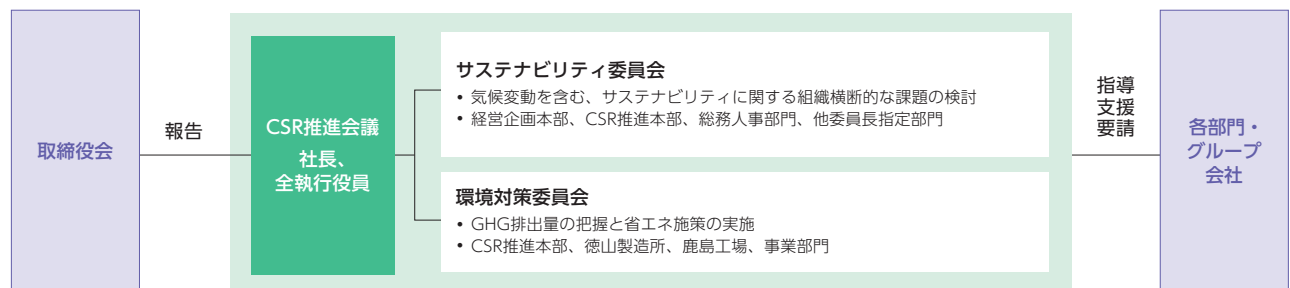 取締役会
報告
CSR推進会議
社長、
全執行役員
サステナビリティ委員会
• 気候変動を含む、サステナビリティに関する組織横断的な課題の検討
• 経営企画本部、CSR推進本部、総務人事部門、他委員長指定部門
環境対策委員会
• GHG排出量の把握と省エネ施策の実施
• CSR推進本部、徳山製造所、鹿島工場、事業部門
指導
支援
要請
各部門・
グループ
会社